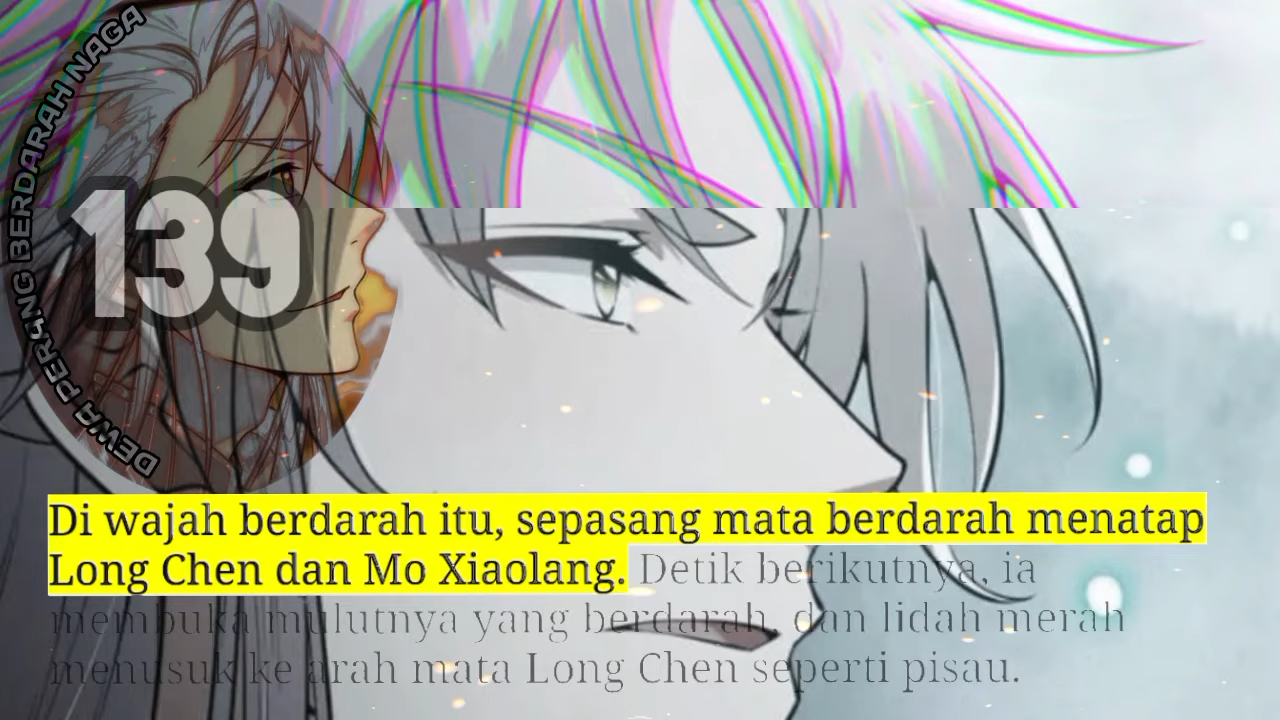 DEWA PERANG BERDARAH NAGA
139
Di wajah berdarah itu, sepasang mata berdarah menatap
Long Chen dan Mo Xiaolang. Detik berikutnya, ia
membuka mulutnya yang berdarah, dan lidah merah
menusuk ke arah mata Long Chen seperti pisau.